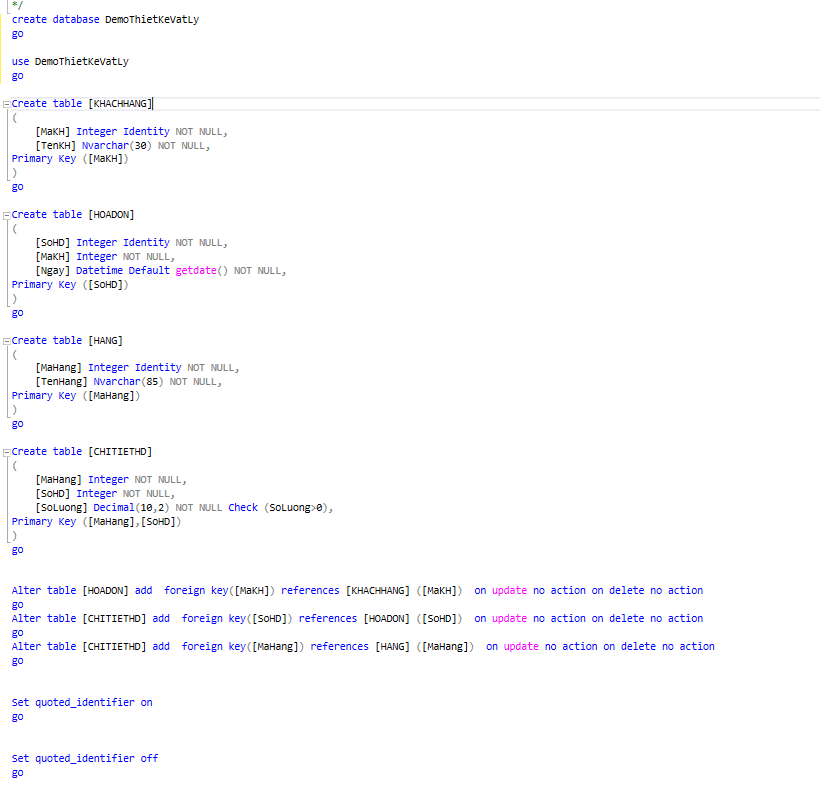 */
create database DemoThietKeVatLy
go
use DemoThietKeVatLy
go
Create table [KHACHHANG]
(
[MaKH] Integer Identity NOT NULL,
[TenKH] Nvarchar(30) NOT NULL,
Primary Key ([MaKH])
)
go
Create table [HOADON]
(
[SoHD] Integer Identity NOT NULL,
[MaKH] Integer NOT NULL,
[Ngay] Datetime Default getdate() NOT NULL,
Primary Key ([SoHD])
)
go
Create table [HANG]
(
[MaHang] Integer Identity NOT NULL,
[TenHang] Nvarchar(85) NOT NULL,
Primary Key ([MaHang])
)
go
Create table [CHITIETHD]
(
[MaHang] Integer NOT NULL,
[SoHD] Integer NOT NULL,
[SoLuong] Decimal(10,2) NOT NULL Check (SoLuong>0),
Primary Key ([MaHang],[SoHD])
)
go
Alter table [HOADON] add  foreign key([MaKH]) references [KHACHHANG] ([MaKH])  on update no action on delete no action
go
Alter table [CHITIETHD] add  foreign key([SoHD]) references [HOADON] ([SoHD])  on update no action on delete no action
go
Alter table [CHITIETHD] add  foreign key([MaHang]) references [HANG] ([MaHang])  on update no action on delete no action
go
Set quoted_identifier on
go
Set quoted_identifier off
go